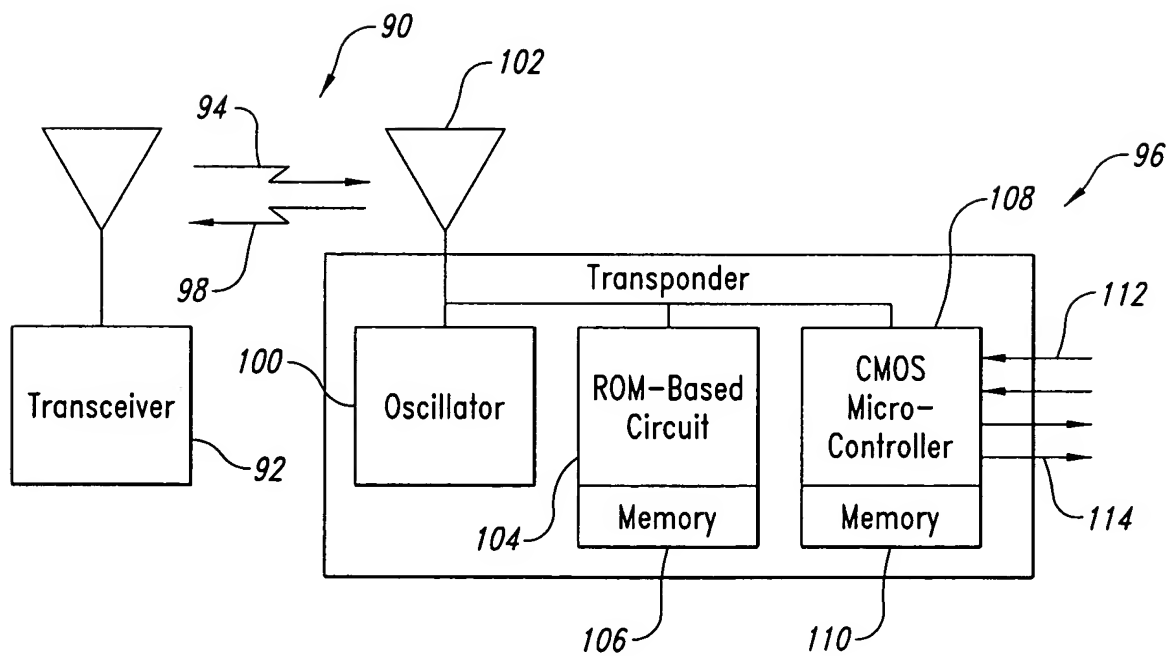 90
102
94
96
108
98
Transponder
112
100
Transceiver
Oscillator
ROM-Based
Circuit
CMOS
Micro-
Controller
92
104
Memory
Memory
114
106
110